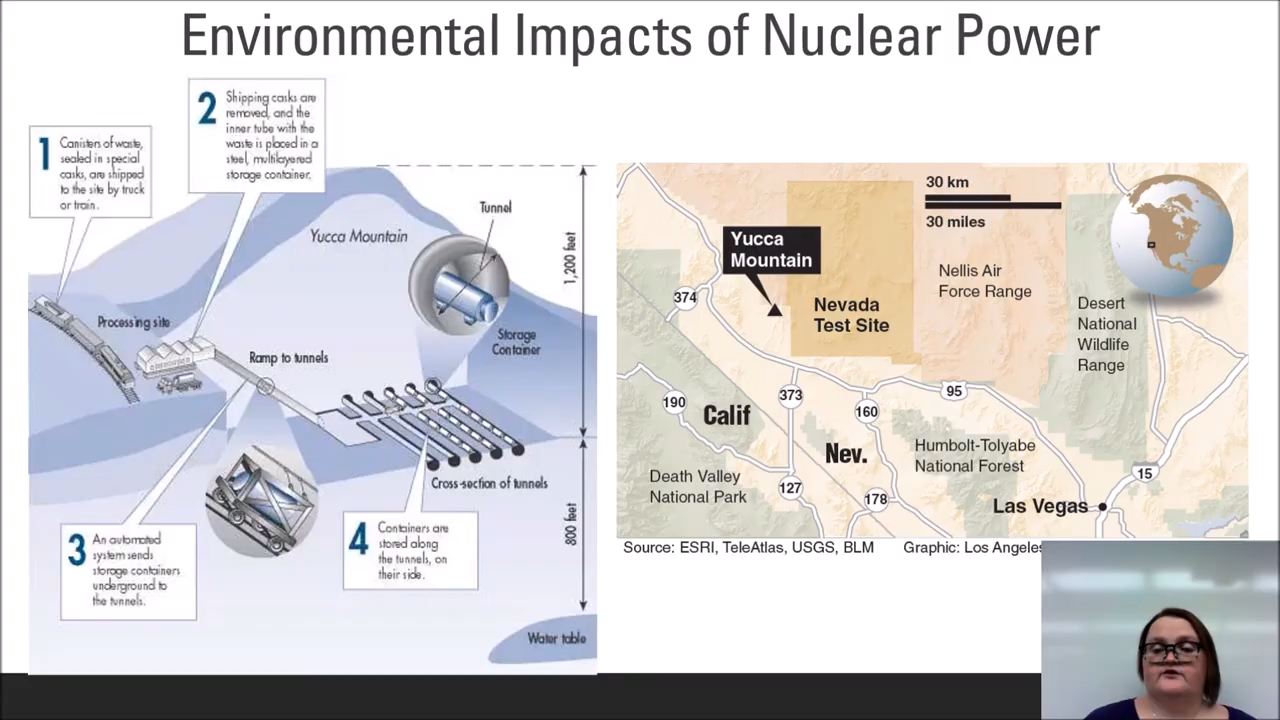 Environmental Impacts of Nuclear Power
1
Canisters of waste,
sealed in special
casks, are shipped
to the site by truck
or train.
2
Shipping casks are
removed, and the
inner tube with the
waste is placed in a
steel, multilayered
storage container.
Tunnel
Yucca Mountain
1,200 feet
Processing site
Storage
Container
Ramp to tunnels
Cross-section of tunnels
3
An automated
system sends
storage containers
underground to
the tunnels.
4
Containers are
stored along
the tunnels, on
their side.
800 feet
Water table
30 km
30 miles
Yucca
Mountain
Nellis Air
Force Range
374
Nevada
Test Site
Desert
National
Wildlife
Range
190
Calif
373
160
95
Nev.
Humbolt-Tolyabe
National Forest
Death Valley
National Park
127
178
15
Las Vegas
Source: ESRI, TeleAtlas, USGS, BLM
Graphic: Los Angeles